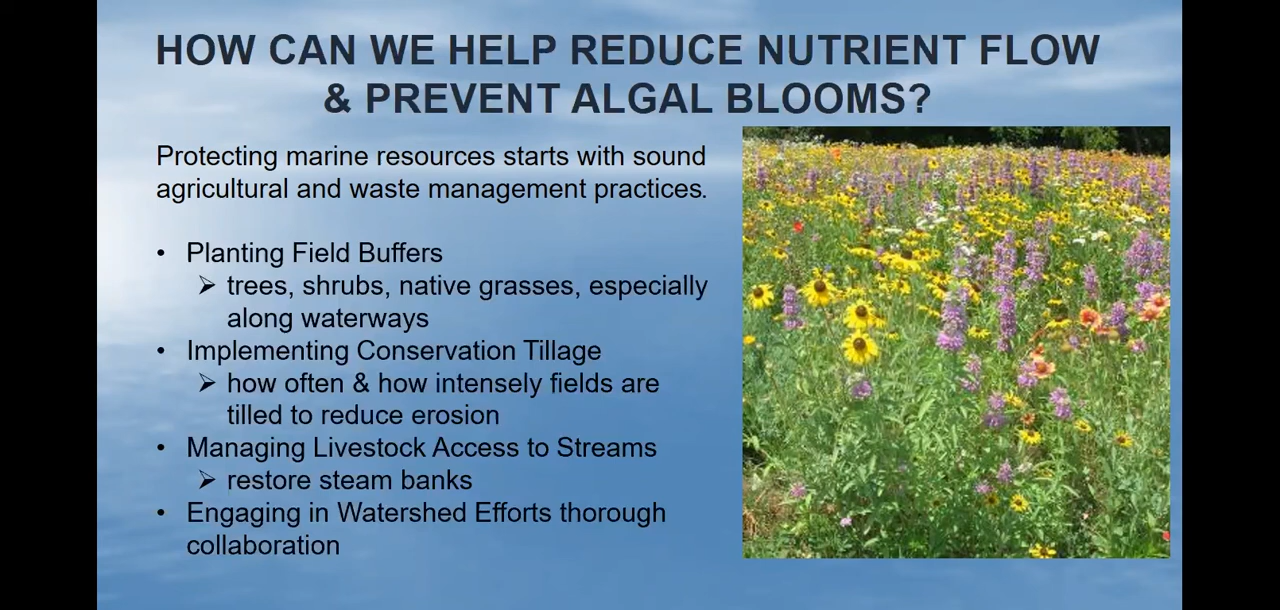 HOW CAN WE HELP REDUCE NUTRIENT FLOW
& PREVENT ALGAL BLOOMS?
Protecting marine resources starts with sound
agricultural and waste management practices.
• Planting Field Buffers
➢ trees, shrubs, native grasses, especially
along waterways
• Implementing Conservation Tillage
➢ how often & how intensely fields are
tilled to reduce erosion
• Managing Livestock Access to Streams
➢ restore steam banks
• Engaging in Watershed Efforts thorough
collaboration